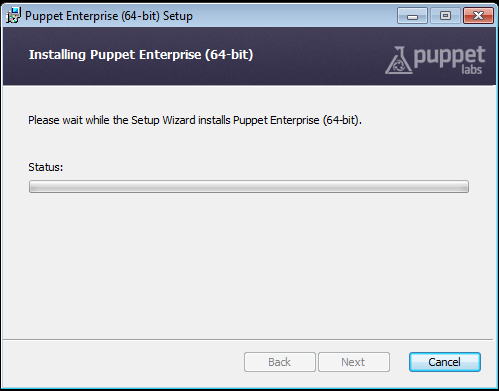 Puppet Enterprise (64-bit) Setup
Installing Puppet Enterprise (64-bit)
puppet
labs
Please wait while the Setup Wizard installs Puppet Enterprise (64-bit).
Status:
Back
Next
Cancel